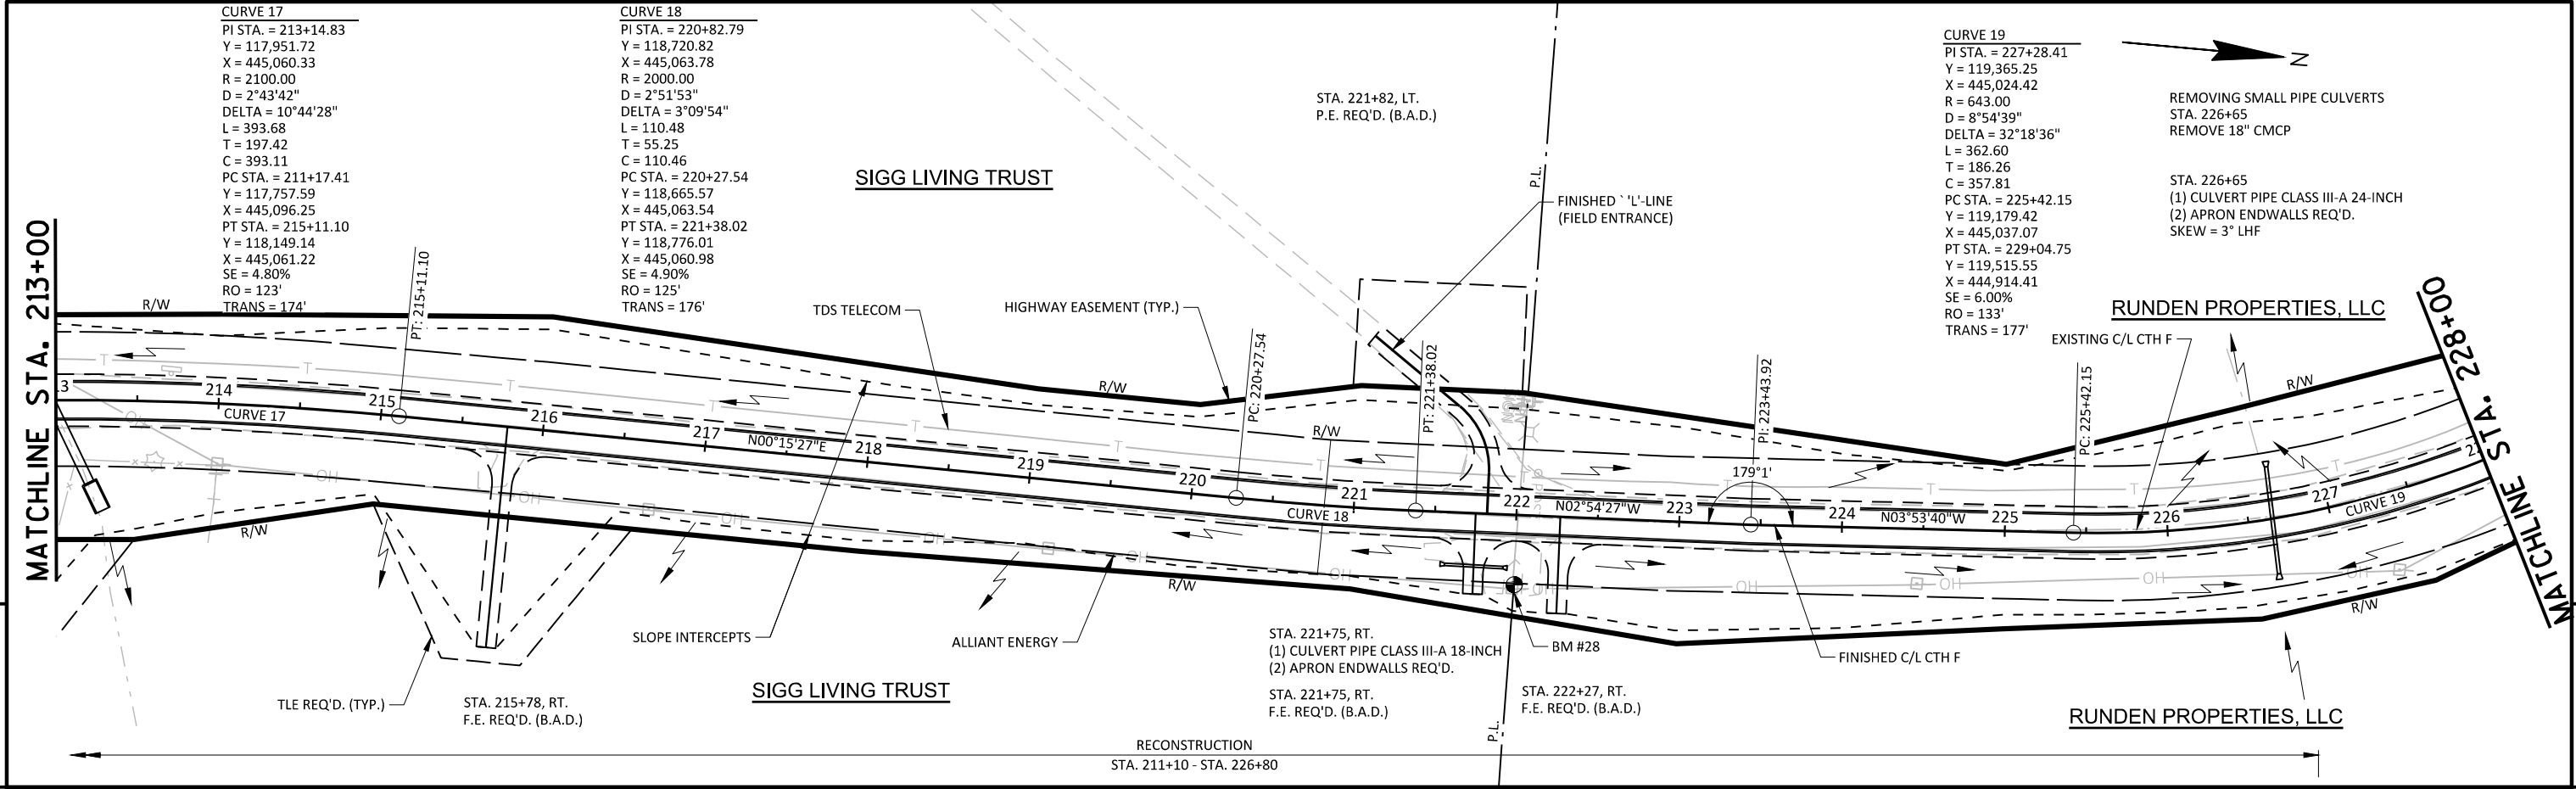 CURVE 17
PI STA. = 213+14.83
Y = 117,951.72
X = 445,060.33
R = 2100.00
D = 2°43'42"
DELTA = 10°44'28"
L = 393.68
T = 197.42
C = 393.11
PC STA. = 211+17.41
Y = 117,757.59
X = 445,096.25
PT STA. = 215+11.10
Y = 118,149.14
X = 445,061.22
SE = 4.80%
RO = 123'
TRANS = 174'
CURVE 18
PI STA. = 220+82.79
Y = 118,720.82
X = 445,063.78
R = 2000.00
D = 2°51'53"
DELTA = 3°09'54"
L = 110.48
T = 55.25
C = 110.46
PC STA. = 220+27.54
Y = 118,665.57
X = 445,063.54
PT STA. = 221+38.02
Y = 118,776.01
X = 445,060.98
SE = 4.90%
RO = 125'
TRANS = 176'
STA. 221+82, LT.
P.E. REQ'D. (B.A.D.)
CURVE 19
PI STA. = 227+28.41
Y = 119,365.25
X = 445,024.42
R = 643.00
D = 8°54'39"
DELTA = 32°18'36"
L = 362.60
T = 186.26
C = 357.81
PC STA. = 225+42.15
Y = 119,179.42
X = 445,037.07
PT STA. = 229+04.75
Y = 119,515.55
X = 444,914.41
SE = 6.00%
RO = 133'
TRANS = 177'
N
REMOVING SMALL PIPE CULVERTS
STA. 226+65
REMOVE 18" CMCP
STA. 226+65
(1) CULVERT PIPE CLASS III-A 24-INCH
(2) APRON ENDWALLS REQ'D.
SKEW = 3° LHF
SIGG LIVING TRUST
P.L.
FINISHED ` 'L'-LINE
(FIELD ENTRANCE)
MATCHLINE STA. 213+00
R/W
PT: 215+11.10
TDS TELECOM
HIGHWAY EASEMENT (TYP.)
R/W
PC: 220+27.54
R/W
PT: 221+38.02
PI: 223+43.92
PC: 225+42.15
EXISTING C/L CTH F
RUNDEN PROPERTIES, LLC
R/W
MATCHLINE STA. 228+00
T T T T T T T T T T T
3 214 215 216 217 218 219 220 221 222 223 224 225 226 227 22
CURVE 17
N00°15'27"E
CURVE 18
N02°54'27"W
179°1'
N03°53'40"W
CURVE 19
OH OH OH OH OH OH OH OH OH OH OH OH
R/W
R/W
R/W
TLE REQ'D. (TYP.)
STA. 215+78, RT.
F.E. REQ'D. (B.A.D.)
SLOPE INTERCEPTS
SIGG LIVING TRUST
ALLIANT ENERGY
STA. 221+75, RT.
(1) CULVERT PIPE CLASS III-A 18-INCH
(2) APRON ENDWALLS REQ'D.
STA. 221+75, RT.
F.E. REQ'D. (B.A.D.)
P.L.
BM #28
STA. 222+27, RT.
F.E. REQ'D. (B.A.D.)
FINISHED C/L CTH F
RUNDEN PROPERTIES, LLC
RECONSTRUCTION
STA. 211+10 - STA. 226+80